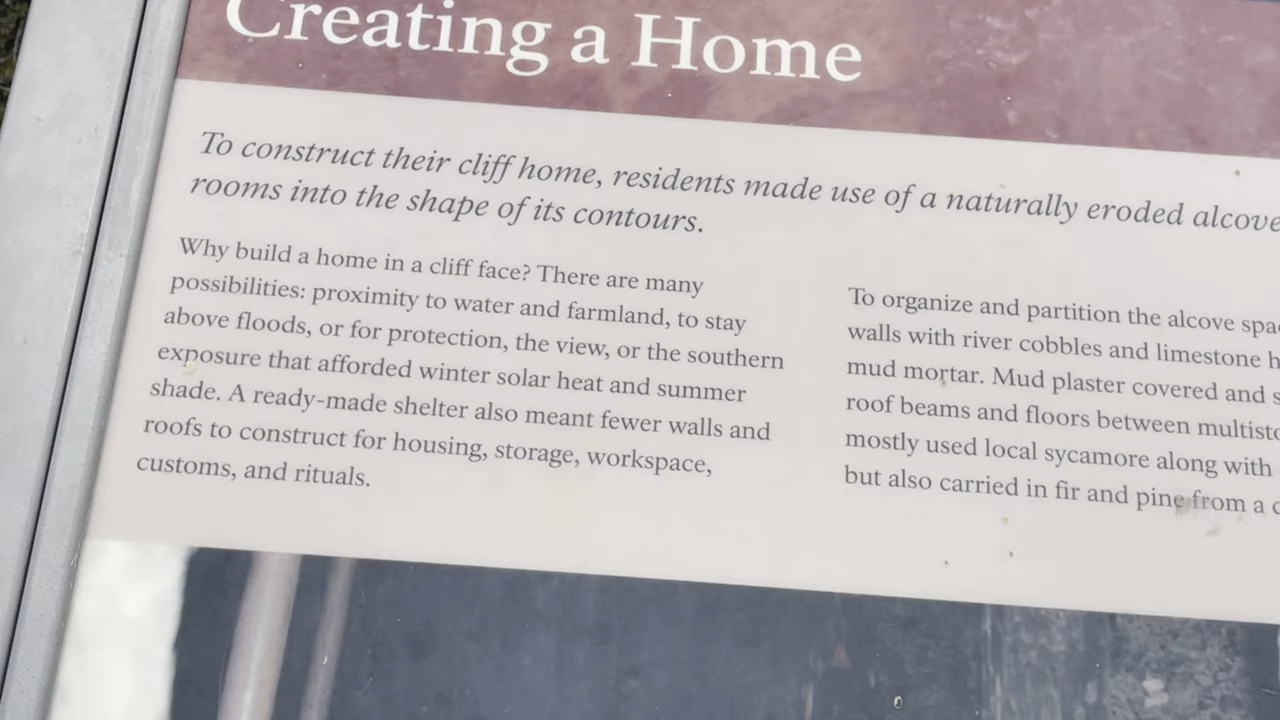 Creating a Home
To construct their cliff home, residents made use of a naturally eroded alcove
rooms into the shape of its contours.
Why build a home in a cliff face? There are many
possibilities: proximity to water and farmland, to stay
above floods, or for protection, the view, or the southern
exposure that afforded winter solar heat and summer
shade. A ready-made shelter also meant fewer walls and
roofs to construct for housing, storage, workspace,
customs, and rituals.
To organize and partition the alcove
walls with river cobbles and limestone
mud mortar. Mud plaster covered and
roof beams and floors between
mostly used local sycamore along with
but also carried in fir and pine from a